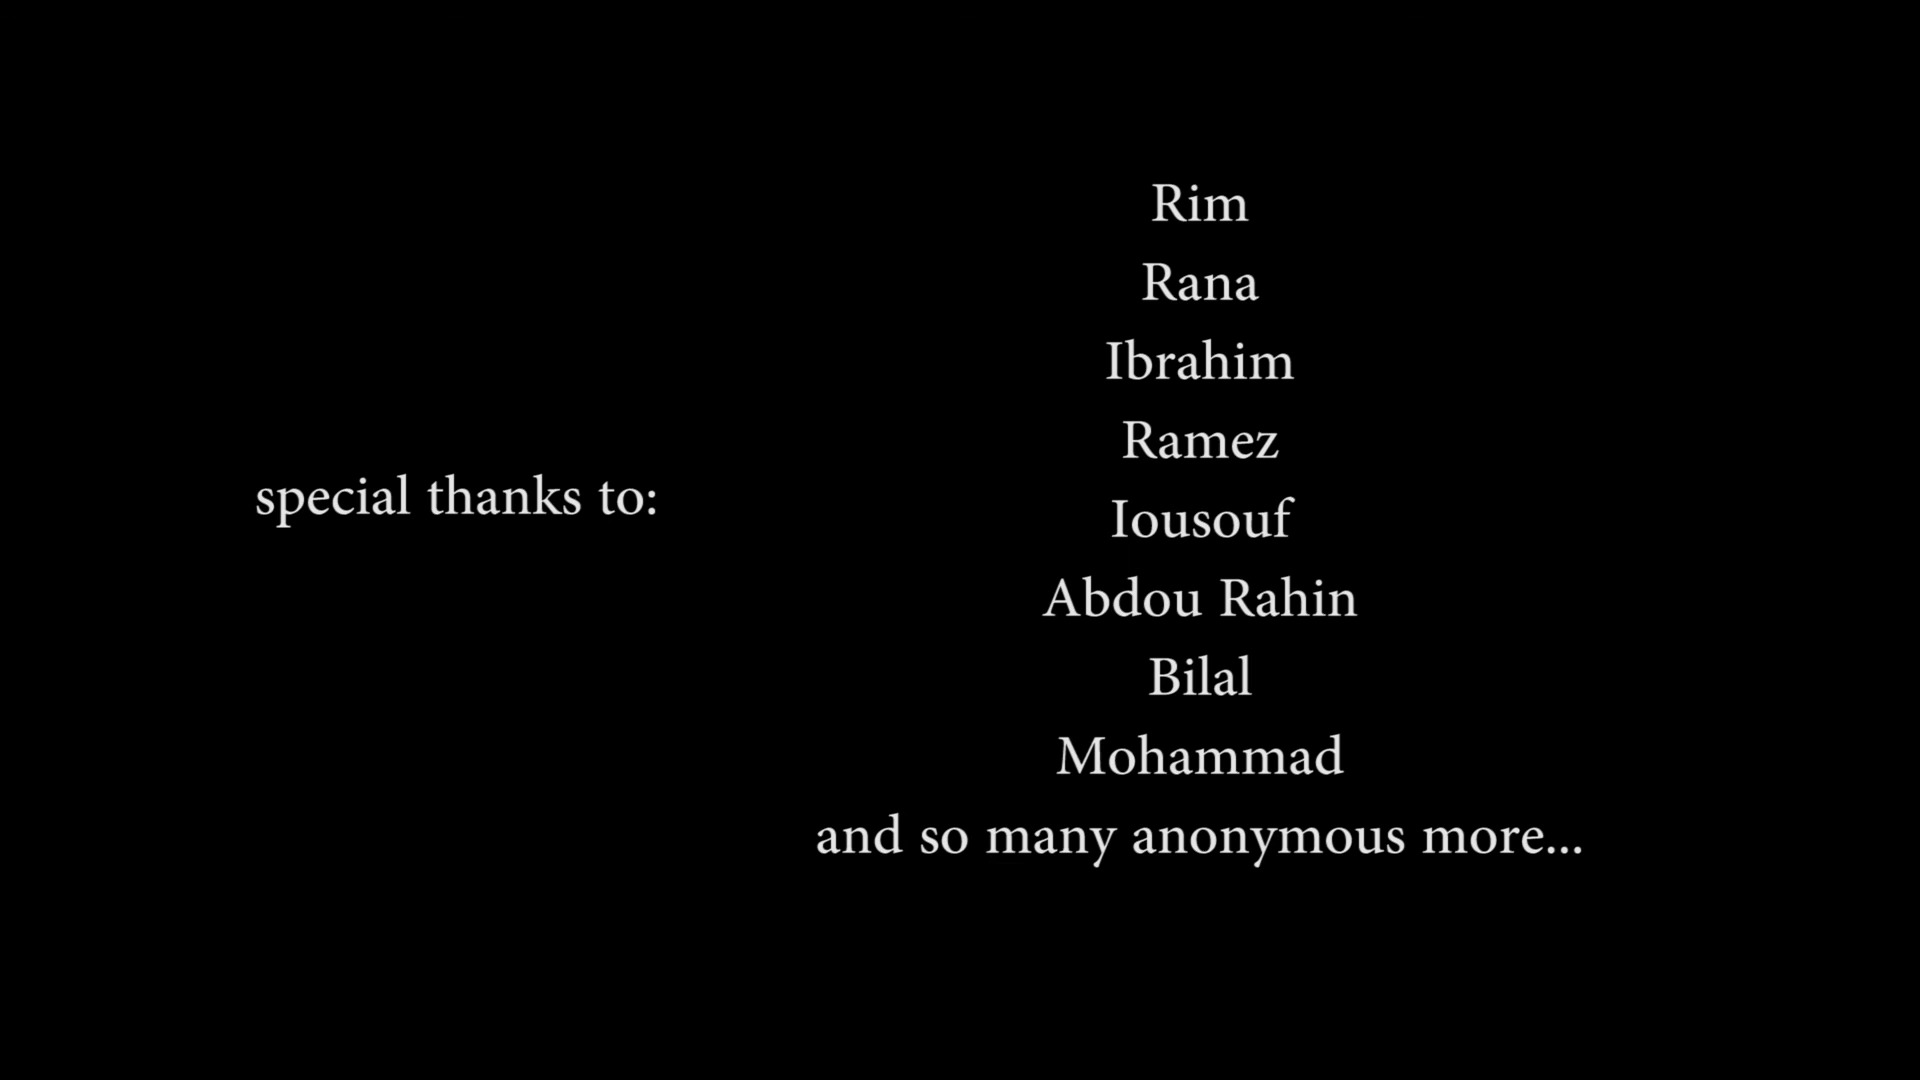 special thanks to:
Rim
Rana
Ibrahim
Ramez
Iousouf
Abdou Rahin
Bilal
Mohammad
and so many anonymous more...